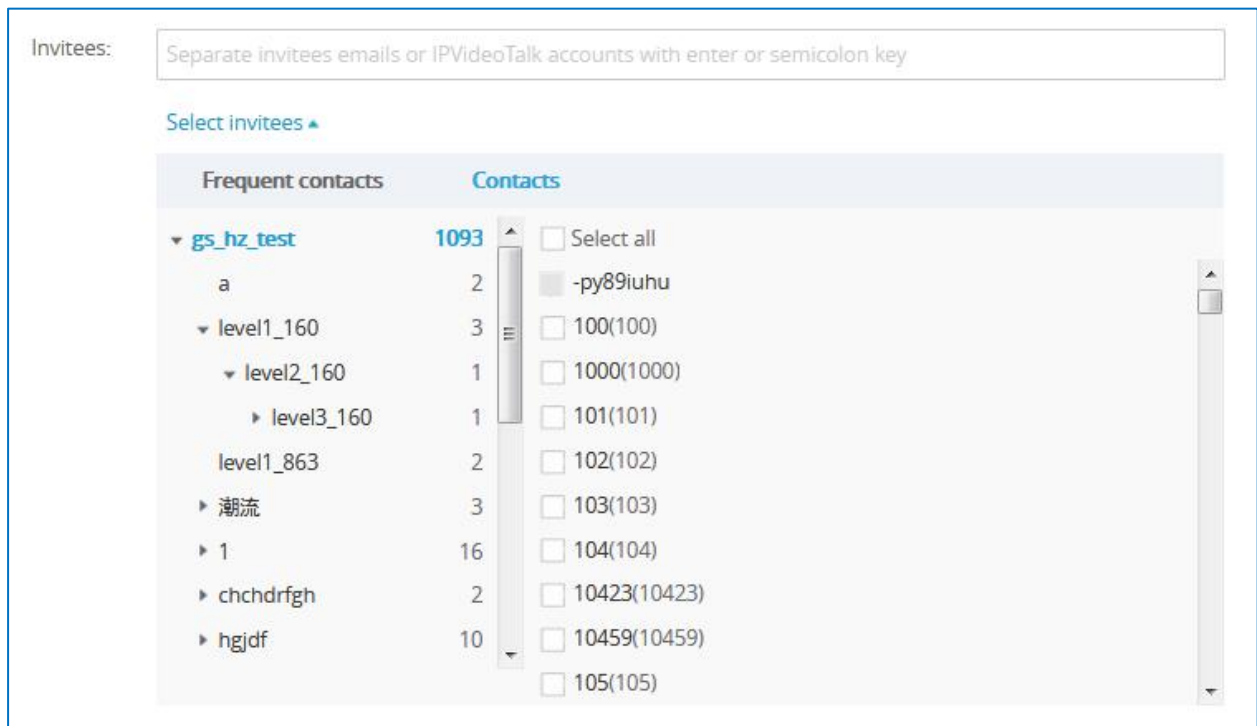 Invitees:
Separate invitees emails or IPVideoTalk accounts with enter or semicolon key
Select invitees
Frequent contacts Contacts
gs_hz_test 1093 Select all
a 2 -py89iuhu
level1_160 3 100(100)
level2_160 1 1000(1000)
level3_160 1 101(101)
level1_863 2 102(102)
潮流 3 103(103)
1 16 104(104)
chchdrfgh 2 10423(10423)
hgjdf 10 10459(10459)
105(105)